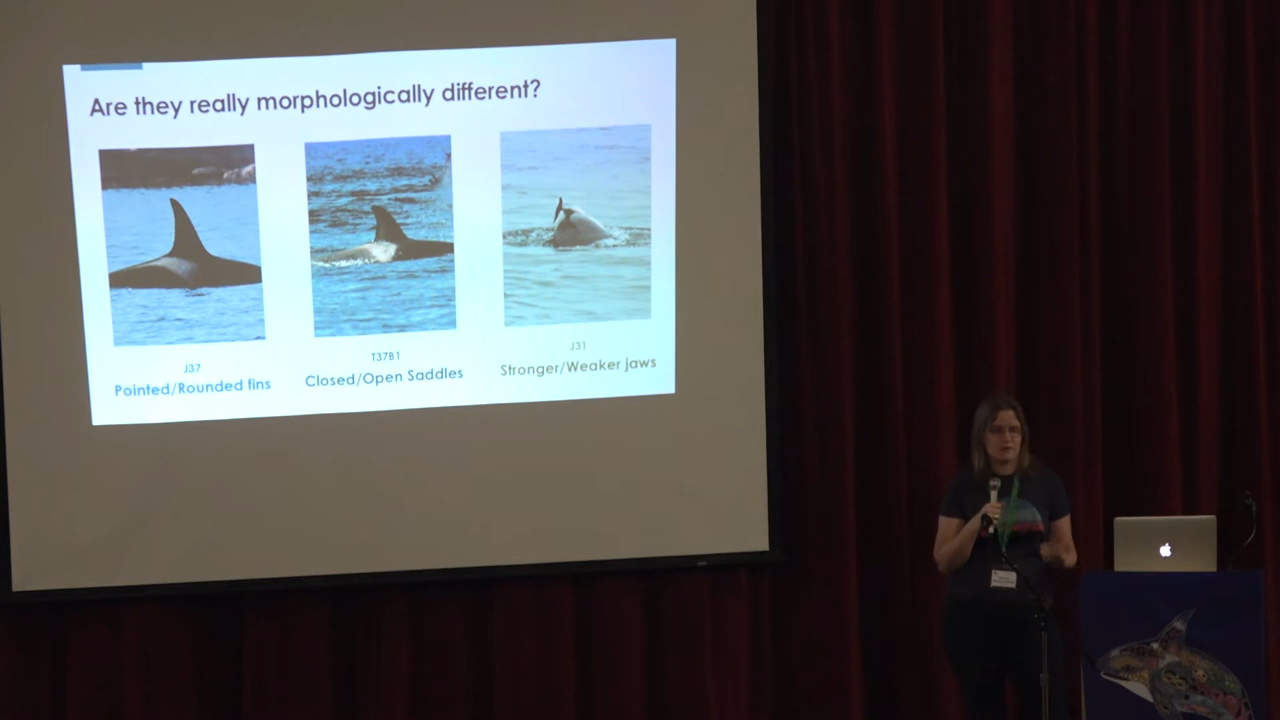 Are they really morphologically different?
J37
Pointed/Rounded fins
T37B1
Closed/Open Saddles
J31
Stronger/Weaker jaws